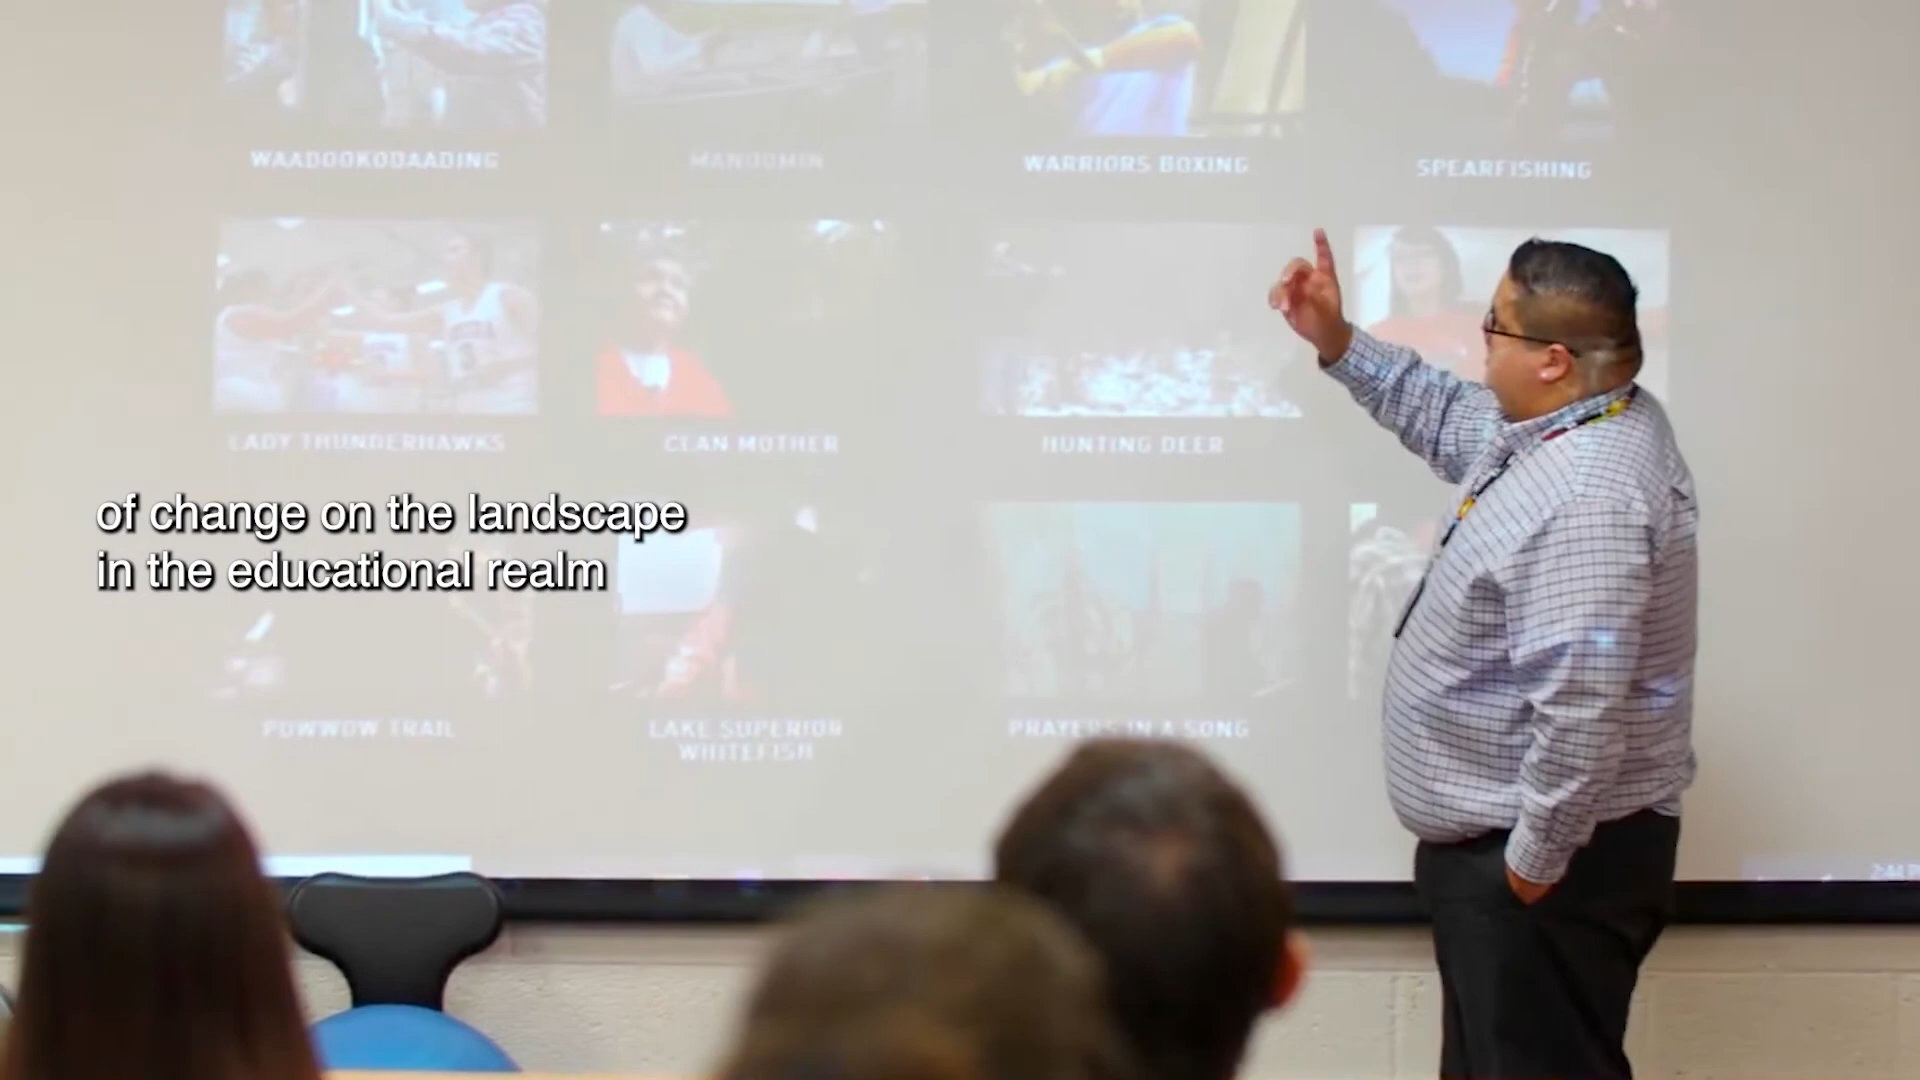 WAADOOKODAADING
MANOOMIN
WARRIORS BOXING
SPEARFISHING
LADY THUNDERHAWKS
CLAN MOTHER
HUNTING DEER
of change on the landscape
in the educational realm
POWWOW TRAIL
LAKE SUPERIOR
WHITEFISH
PRAYERS IN A SONG